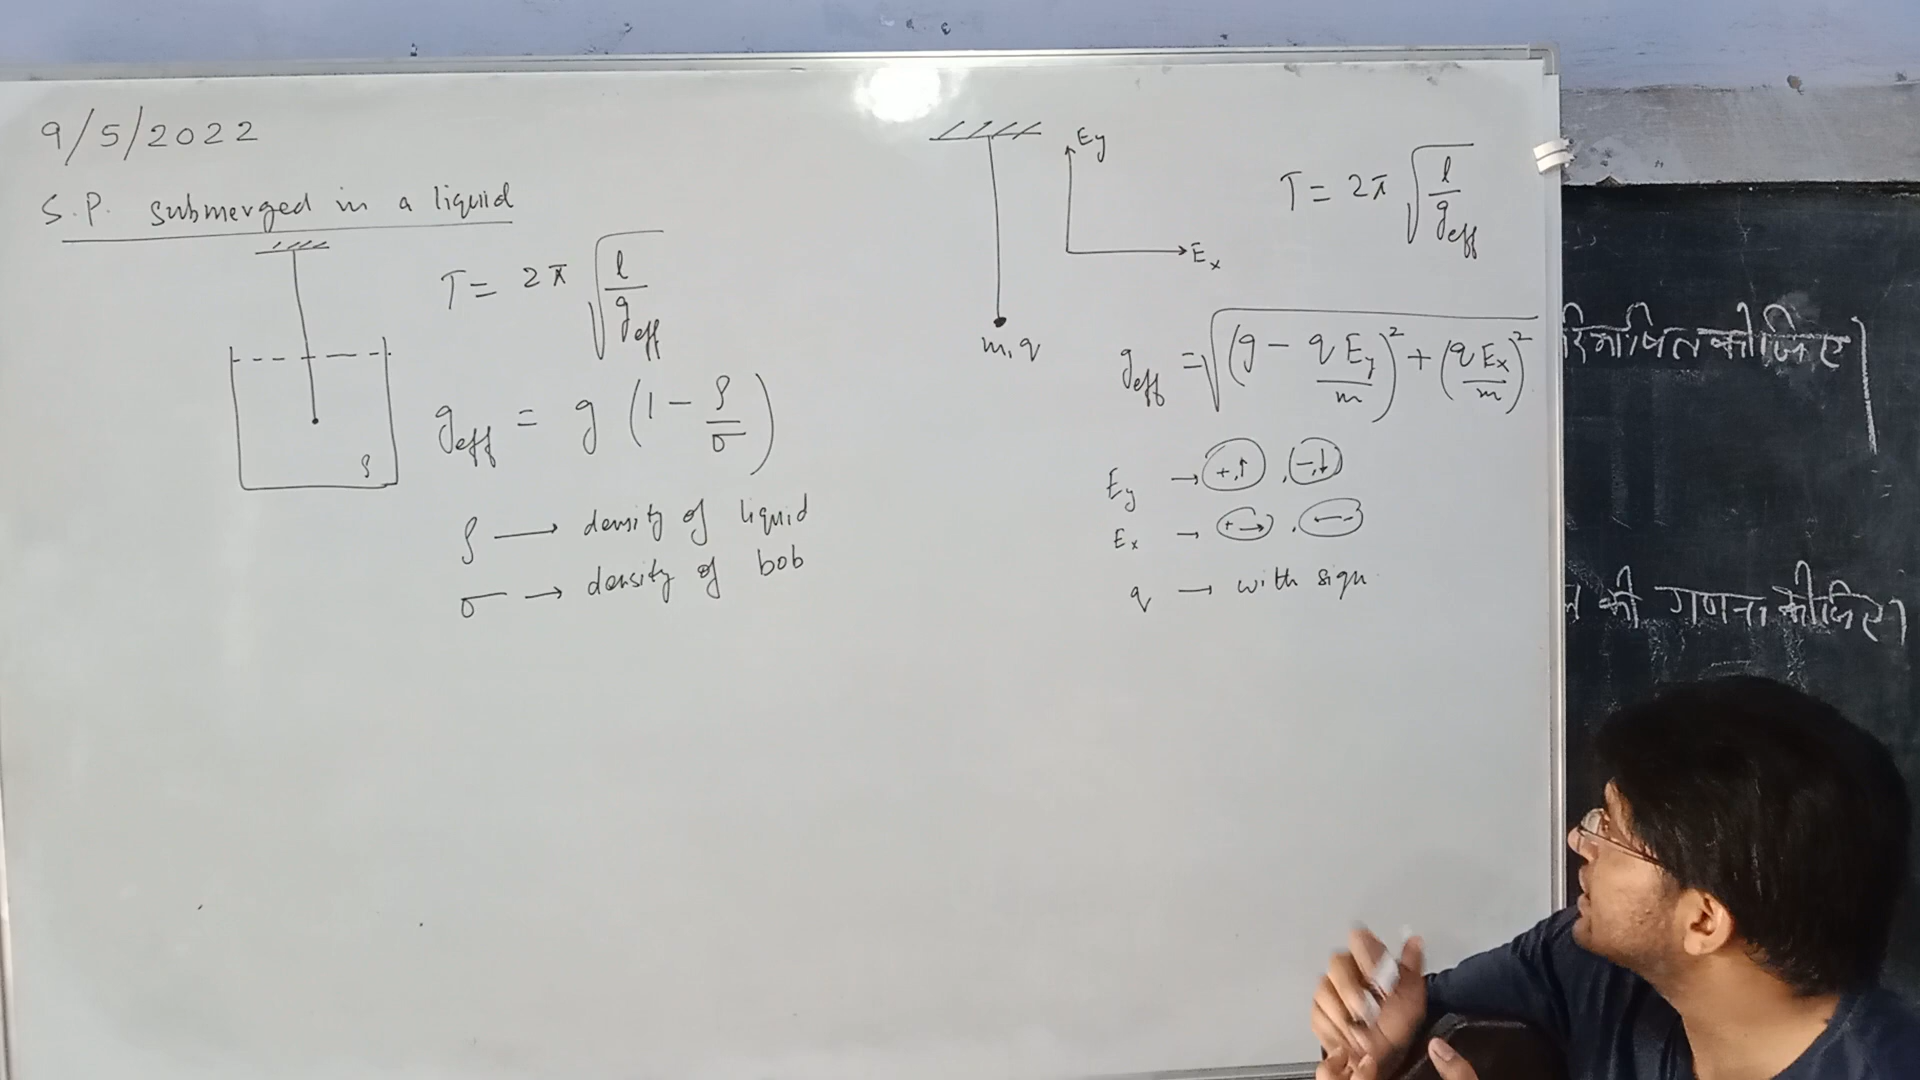 9/5/2022
S.P. submerged in a liquid
T = 2π √(l/g_eff)
g_eff = g (1 - ρ/σ)
ρ
ρ → density of liquid
σ → density of bob
E_y
E_x
m, q
T = 2π √(l/g_eff)
g_eff = √((g - qE_y/m)² + (qE_x/m)²)
E_y → +,↑ , -,↓
E_x → +→ , ←-
q → with sign
कीजिए।
की गणना कीजिए।